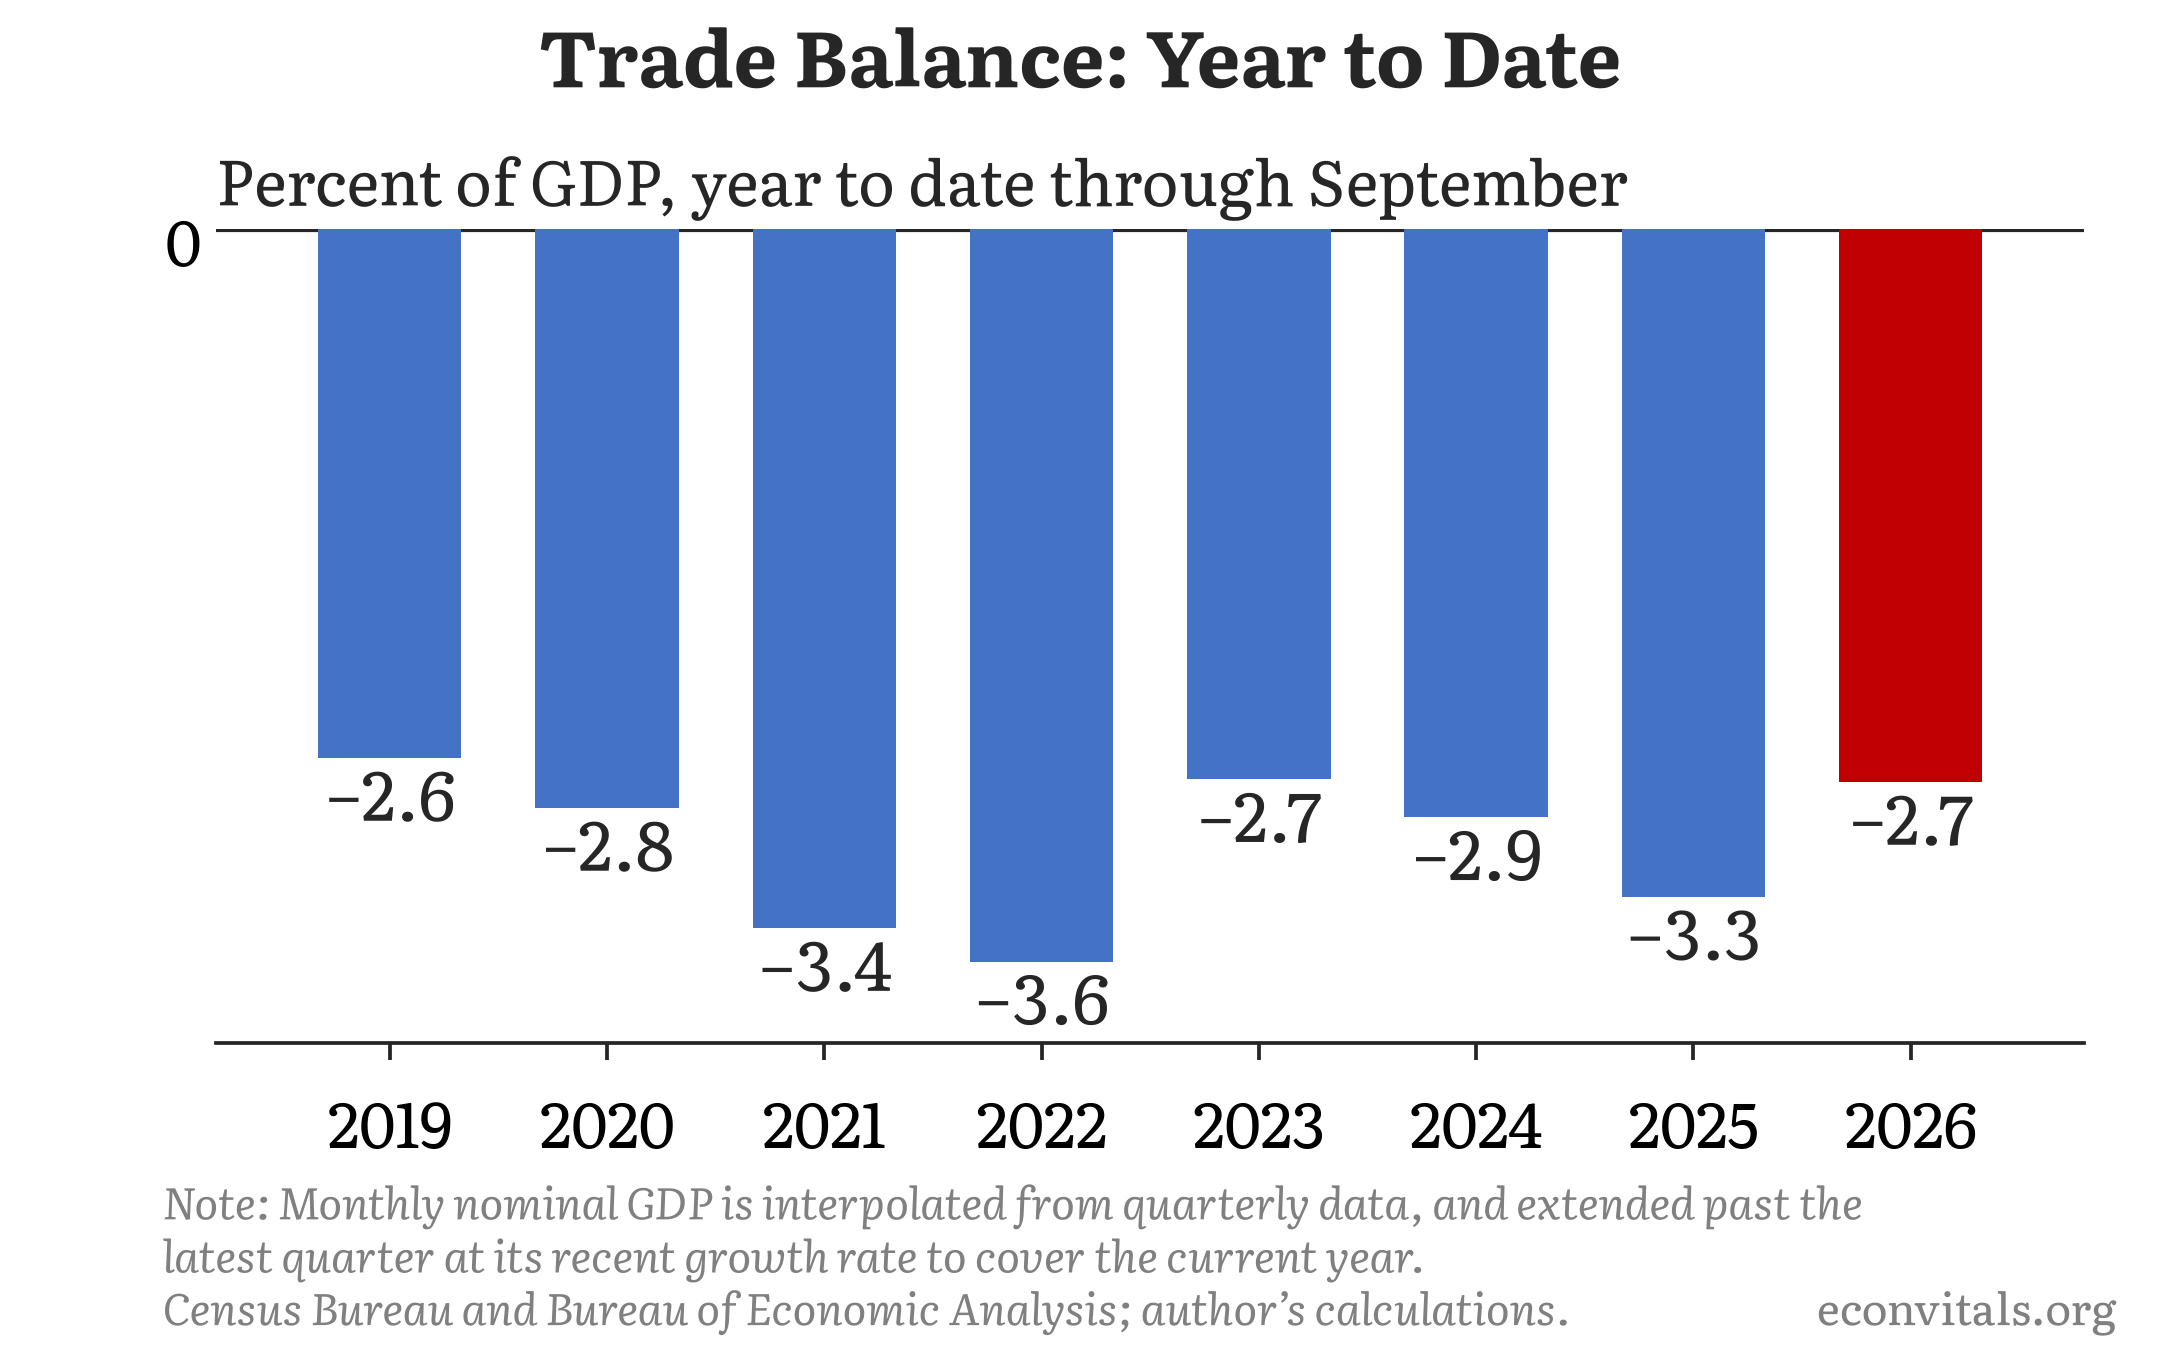 Trade Balance: Year to Date
Percent of GDP, year to date through September
0
−2.6
−2.8
−3.4
−3.6
−2.7
−2.9
−3.3
−2.7
2019 2020 2021 2022 2023 2024 2025 2026
Note: Monthly nominal GDP is interpolated from quarterly data, and extended past the
latest quarter at its recent growth rate to cover the current year.
Census Bureau and Bureau of Economic Analysis; author’s calculations.
econvitals.org